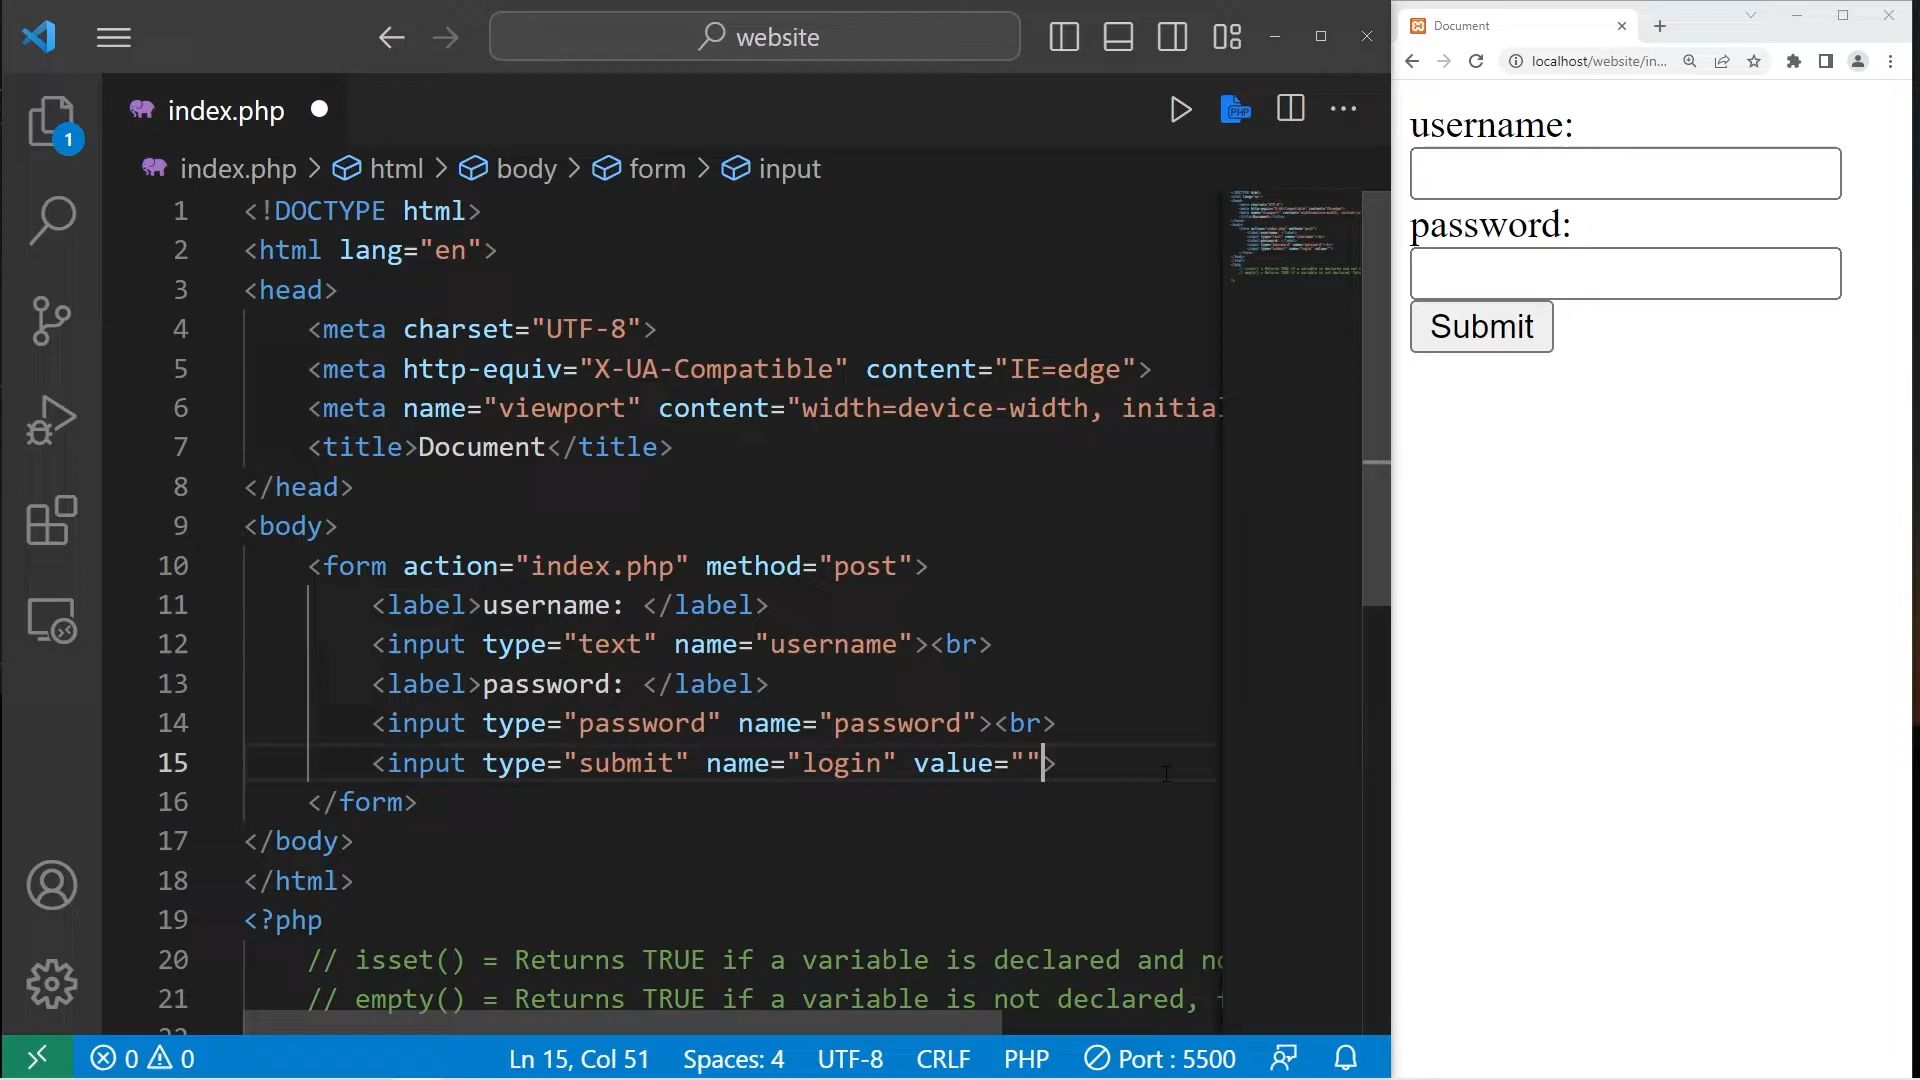 website
index.php
1
index.php > html > body > form > input
1 <!DOCTYPE html>
2 <html lang="en">
3 <head>
4 <meta charset="UTF-8">
5 <meta http-equiv="X-UA-Compatible" content="IE=edge">
6 <meta name="viewport" content="width=device-width, initial
7 <title>Document</title>
8 </head>
9 <body>
10 <form action="index.php" method="post">
11 <label>username: </label>
12 <input type="text" name="username"><br>
13 <label>password: </label>
14 <input type="password" name="password"><br>
15 <input type="submit" name="login" value="">
16 </form>
17 </body>
18 </html>
19 <?php
20 // isset() = Returns TRUE if a variable is declared and
21 // empty() = Returns TRUE if a variable is not declared,
0 0 Ln 15, Col 51 Spaces: 4 UTF-8 CRLF PHP Port : 5500
Document
localhost/website/in...
username:
password:
Submit